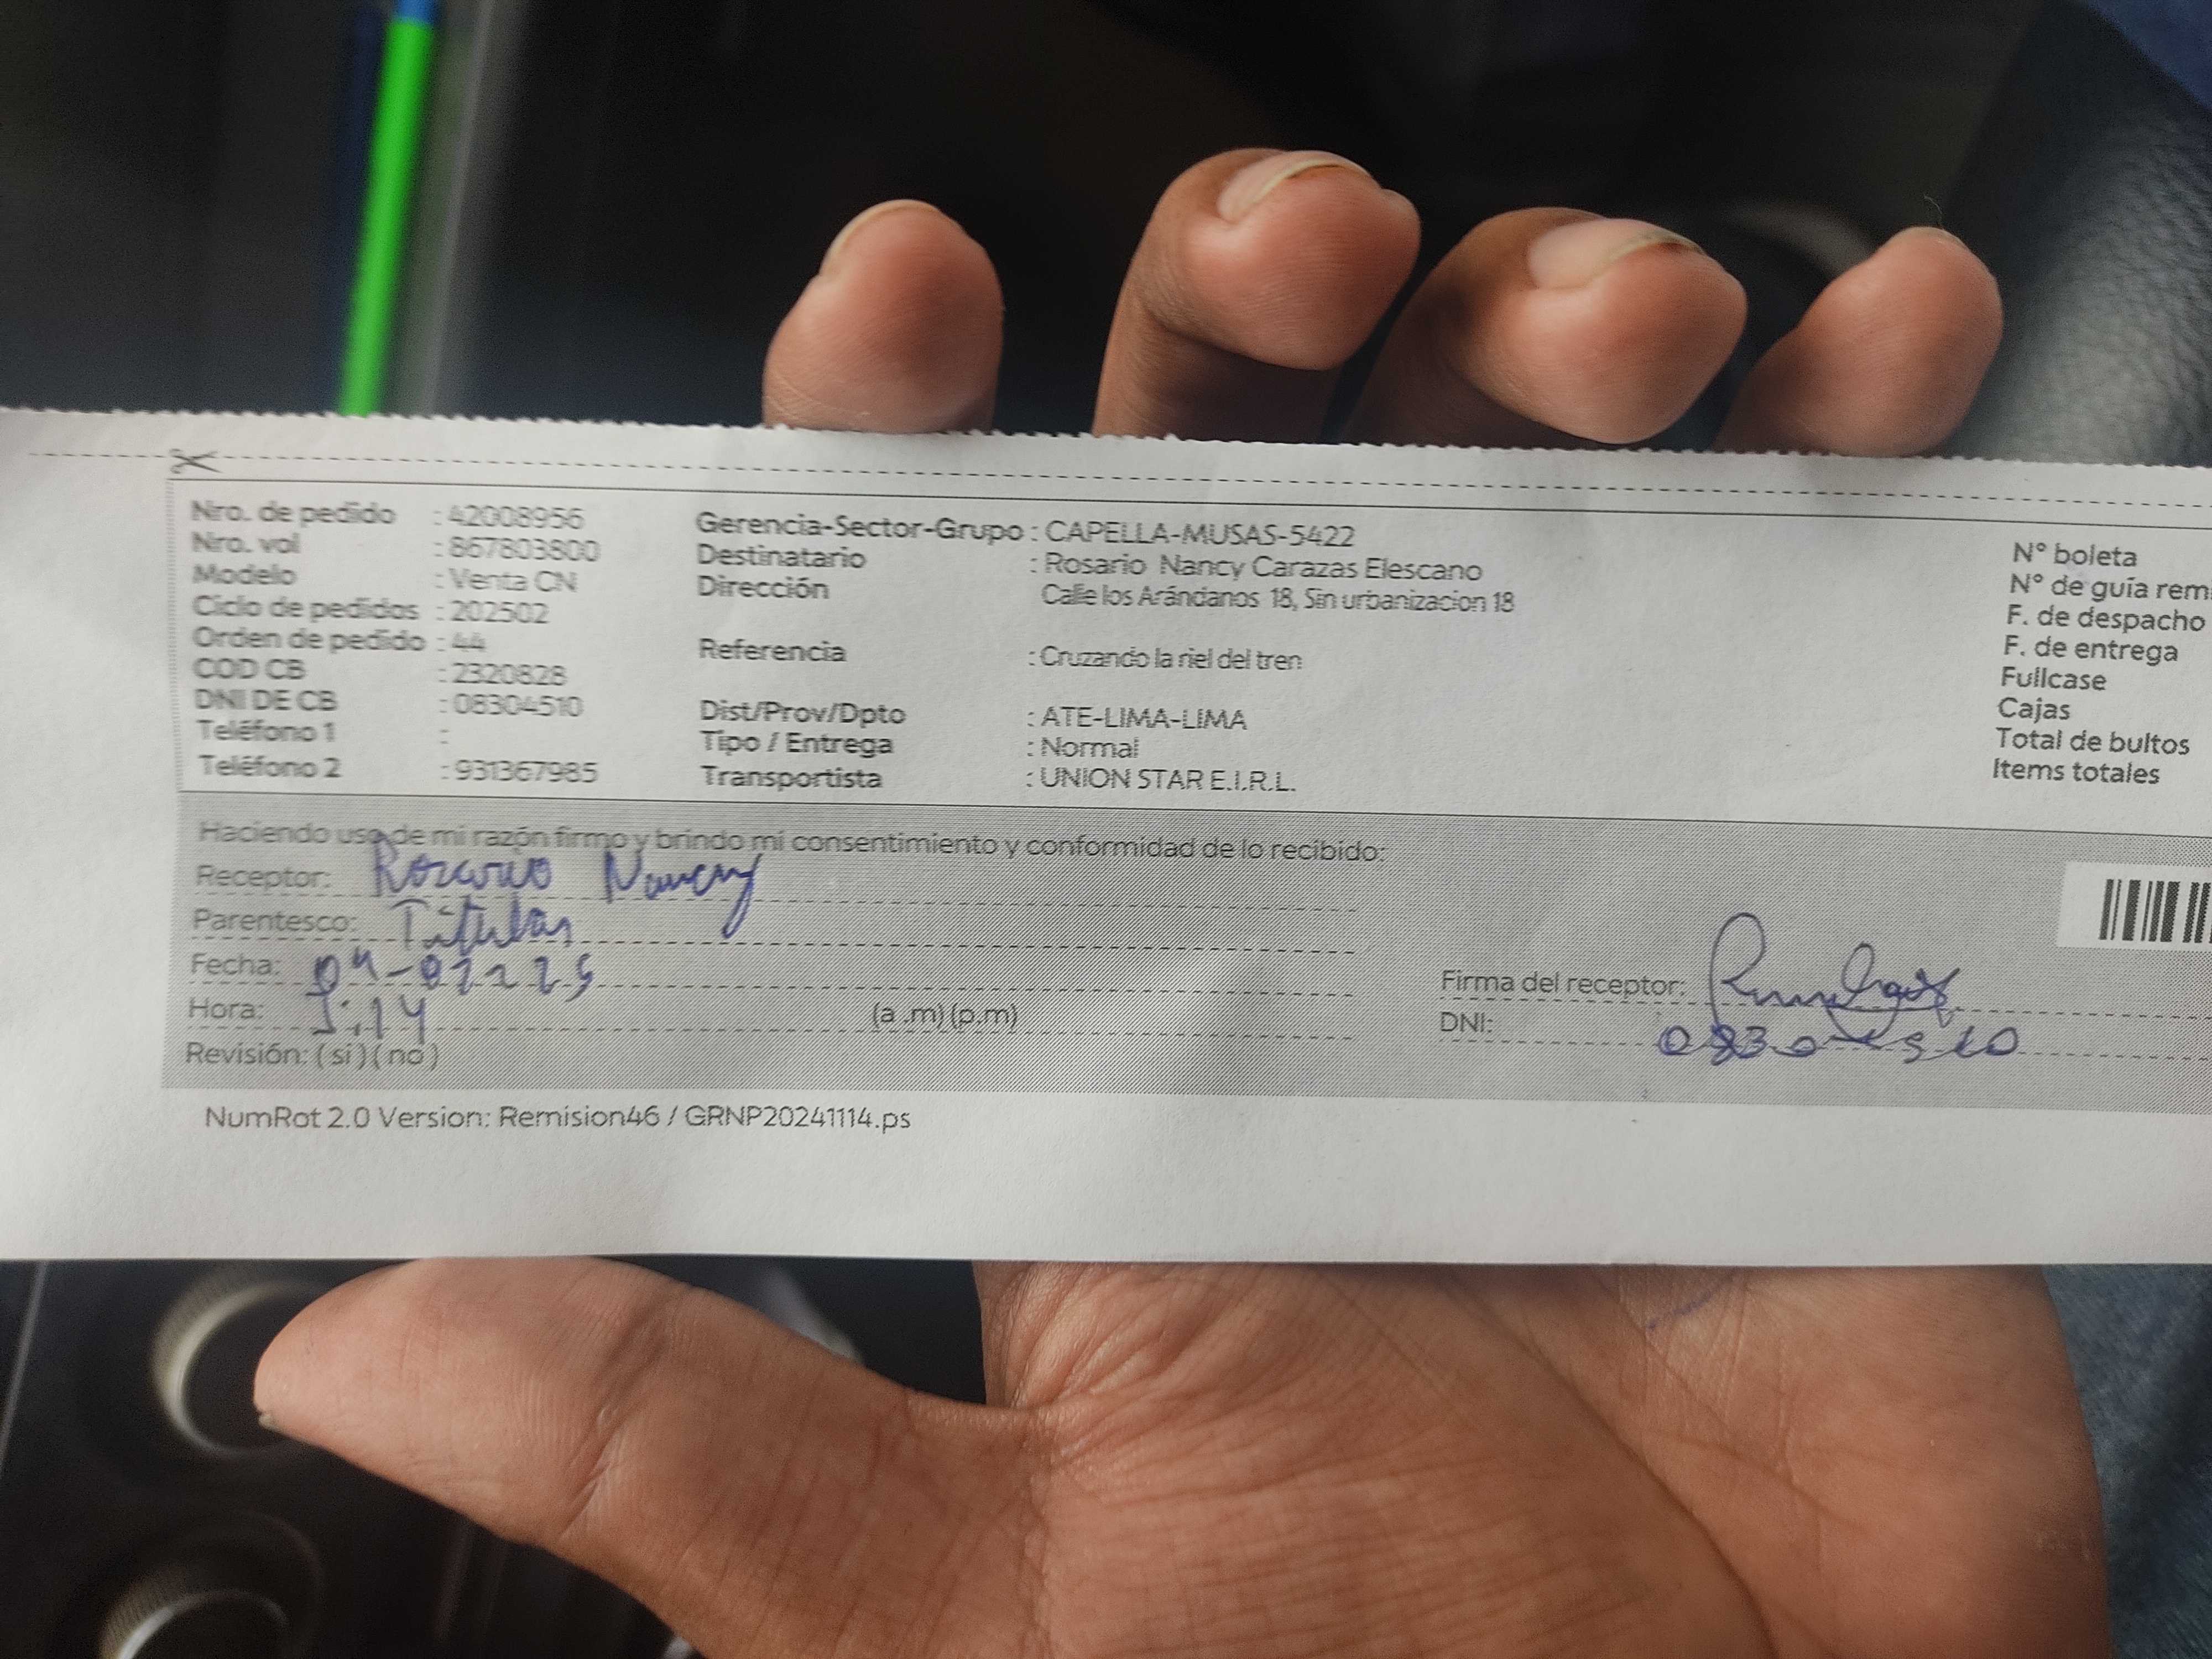 Nro. de pedido : 42008956
Nro. vol : 867803800
Modelo : Venta CN
Ciclo de pedidos : 202502
Orden de pedido : 44
COD CB : 2320828
DNI DE CB : 08304510
Teléfono 1 :
Teléfono 2 : 931367985
Gerencia-Sector-Grupo : CAPELLA-MUSAS-5422
Destinatario : Rosario Nancy Carazas Elescano
Dirección Calle los Arándanos 18, Sin urbanizacion 18
Referencia : Cruzando la riel del tren
Dist/Prov/Dpto : ATE-LIMA-LIMA
Tipo / Entrega : Normal
Transportista : UNION STAR E.I.R.L.
N° boleta
N° de guía rem
F. de despacho
F. de entrega
Fullcase
Cajas
Total de bultos
Items totales
Haciendo uso de mi razón firmo y brindo mi consentimiento y conformidad de lo recibido:
Receptor: Rosario Nancy
Parentesco: Titular
Fecha:
Hora: (a .m) (p.m)
Revisión: ( si ) ( no )
Firma del receptor:
DNI:
NumRot 2.0 Version: Remision46 / GRNP20241114.ps